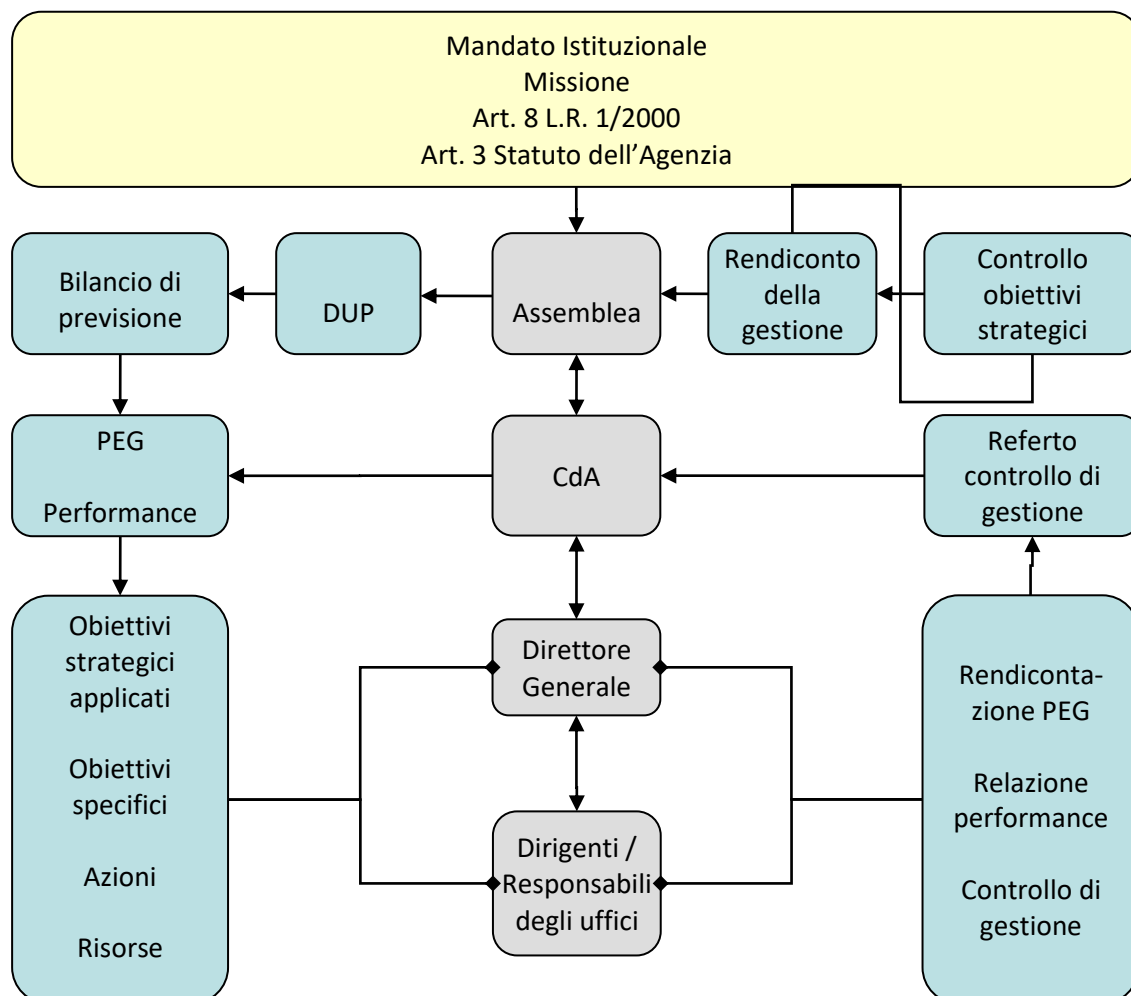 Mandato Istituzionale
Missione
Art. 8 L.R. 1/2000
Art. 3 Statuto dell’Agenzia
Bilancio di
previsione
DUP
Assemblea
Rendiconto
della
gestione
Controllo
obiettivi
strategici
PEG
Performance
CdA
Referto
controllo di
gestione
Obiettivi
strategici
applicati
Obiettivi
specifici
Azioni
Risorse
Direttore
Generale
Dirigenti /
Responsabili
degli uffici
Rendiconta-
zione PEG
Relazione
performance
Controllo di
gestione